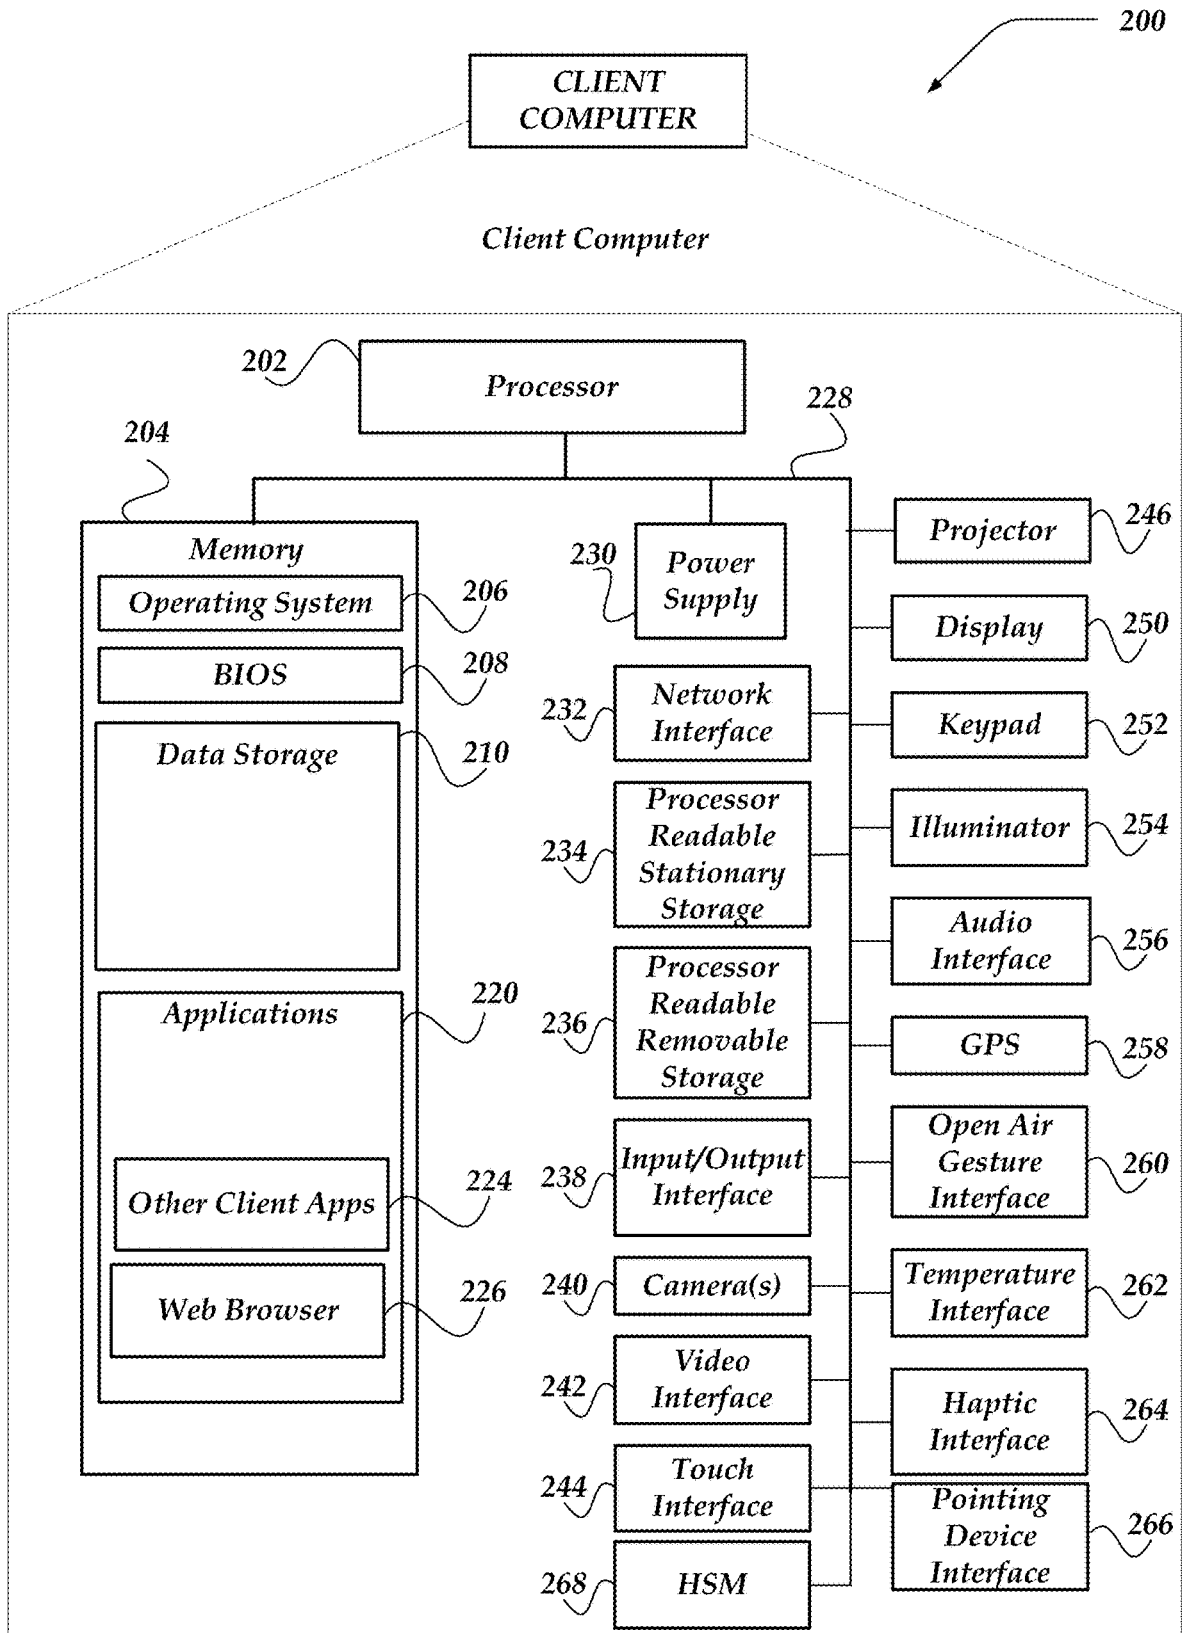 200
CLIENT
COMPUTER
Client Computer
202
Processor
228
204
Memory
Operating System
206
BIOS
208
Data Storage
210
Applications
220
Other Client Apps
224
Web Browser
226
230
Power
Supply
232
Network
Interface
234
Processor
Readable
Stationary
Storage
236
Processor
Readable
Removable
Storage
238
Input/Output
Interface
240
Camera(s)
242
Video
Interface
244
Touch
Interface
268
HSM
Projector
246
Display
250
Keypad
252
Illuminator
254
Audio
Interface
256
GPS
258
Open Air
Gesture
Interface
260
Temperature
Interface
262
Haptic
Interface
264
Pointing
Device
Interface
266